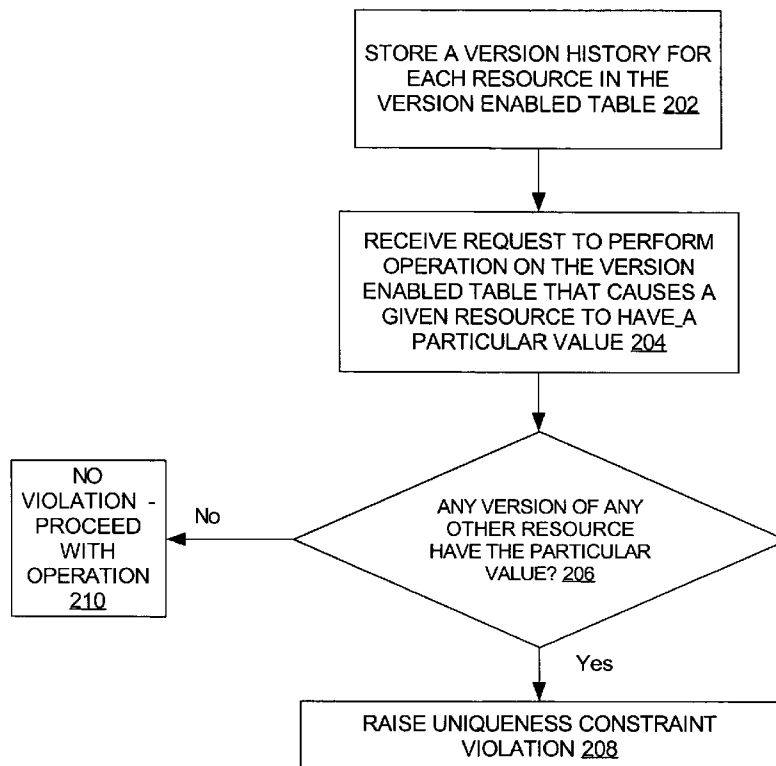 STORE A VERSION HISTORY FOR
EACH RESOURCE IN THE
VERSION ENABLED TABLE 202
RECEIVE REQUEST TO PERFORM
OPERATION ON THE VERSION
ENABLED TABLE THAT CAUSES A
GIVEN RESOURCE TO HAVE A
PARTICULAR VALUE 204
NO
VIOLATION -
PROCEED
WITH
OPERATION
210
No
ANY VERSION OF ANY
OTHER RESOURCE
HAVE THE PARTICULAR
VALUE? 206
Yes
RAISE UNIQUENESS CONSTRAINT
VIOLATION 208